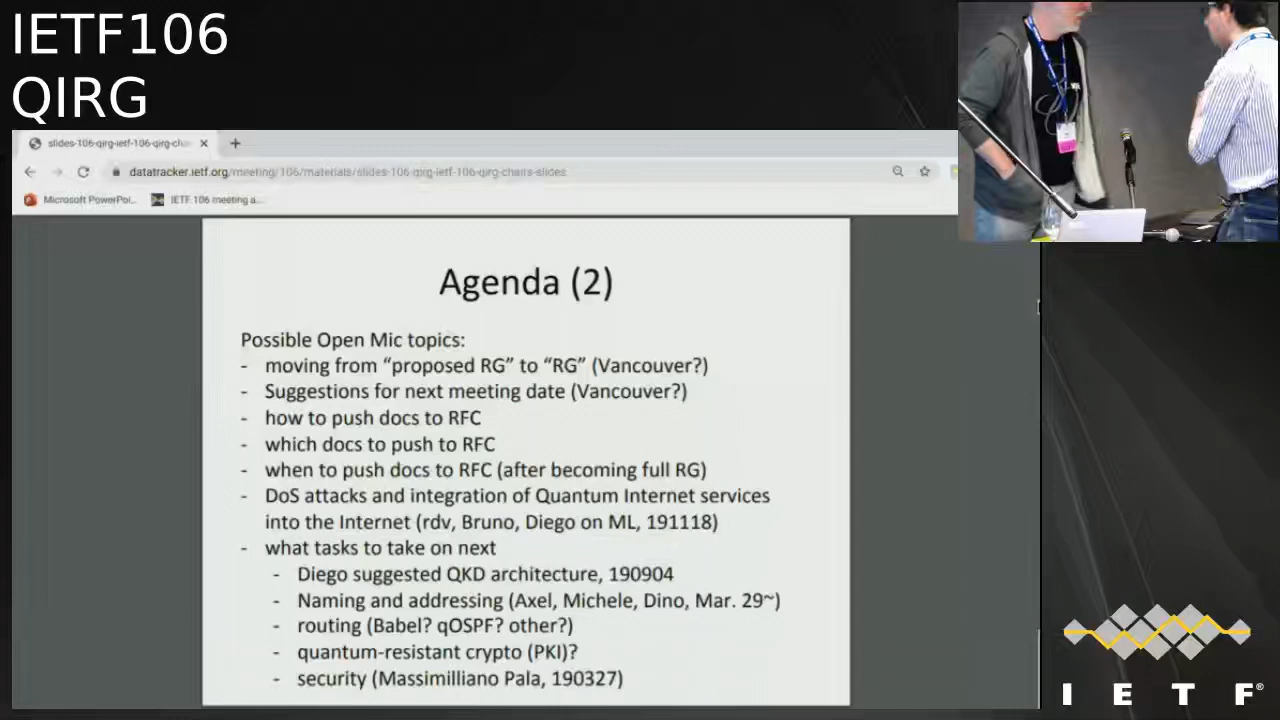 IETF106
QIRG
slides-106-qirg-ietf-106-qirg-cha
datatracker.ietf.org/meeting/106/materials/slides-106-qirg-ietf-106-qirg-chairs-slides
Microsoft PowerPoi... IETF 106 meeting a...
Agenda (2)
Possible Open Mic topics:
- moving from “proposed RG” to “RG” (Vancouver?)
- Suggestions for next meeting date (Vancouver?)
- how to push docs to RFC
- which docs to push to RFC
- when to push docs to RFC (after becoming full RG)
- DoS attacks and integration of Quantum Internet services
into the Internet (rdv, Bruno, Diego on ML, 191118)
- what tasks to take on next
- Diego suggested QKD architecture, 190904
- Naming and addressing (Axel, Michele, Dino, Mar. 29~)
- routing (Babel? qOSPF? other?)
- quantum-resistant crypto (PKI)?
- security (Massimilliano Pala, 190327)
I E T F®